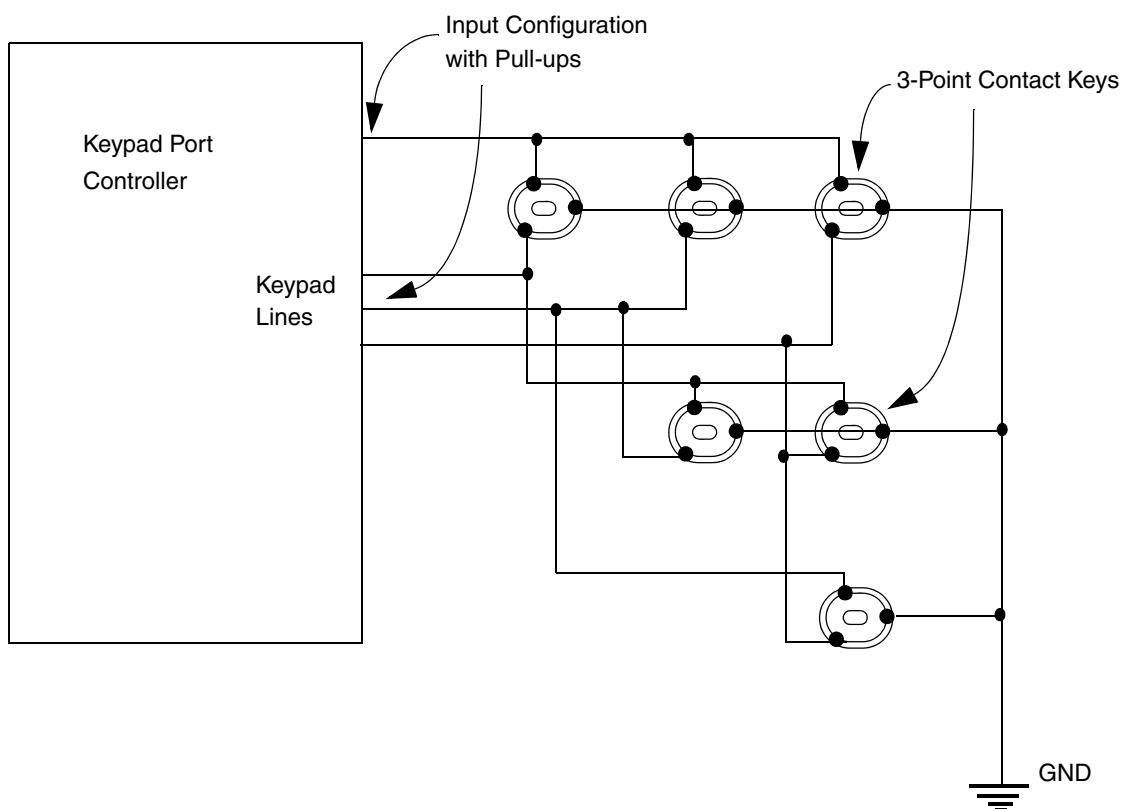 Input Configuration
with Pull-ups
3-Point Contact Keys
Keypad Port
Controller
Keypad
Lines
GND